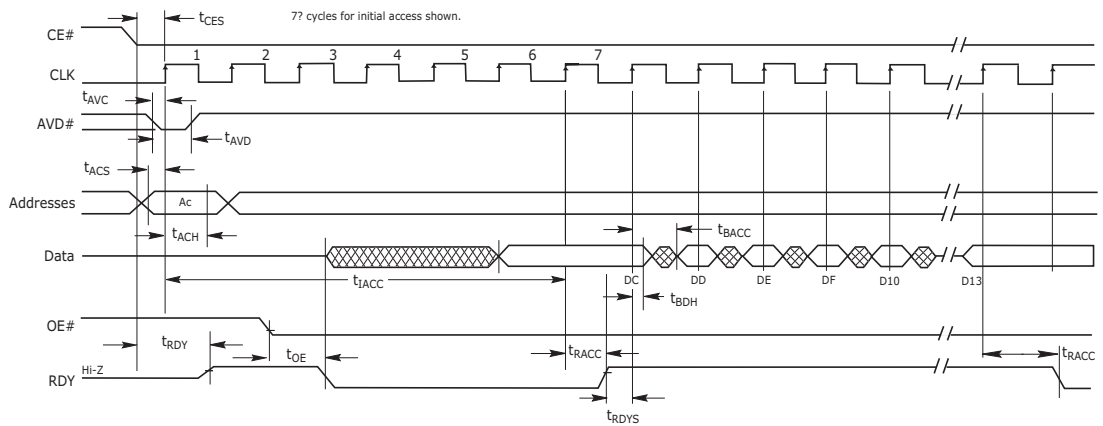 tCES
7? cycles for initial access shown.
CE#
1 2 3 4 5 6 7
CLK
tAVC
AVD#
tAVD
tACS
Addresses
Ac
tACH
tBACC
Data
tIACC
DC DD DE DF D10 D13
tBDH
OE#
tRDY
tOE
tRACC
tRACC
Hi-Z
RDY
tRDYS